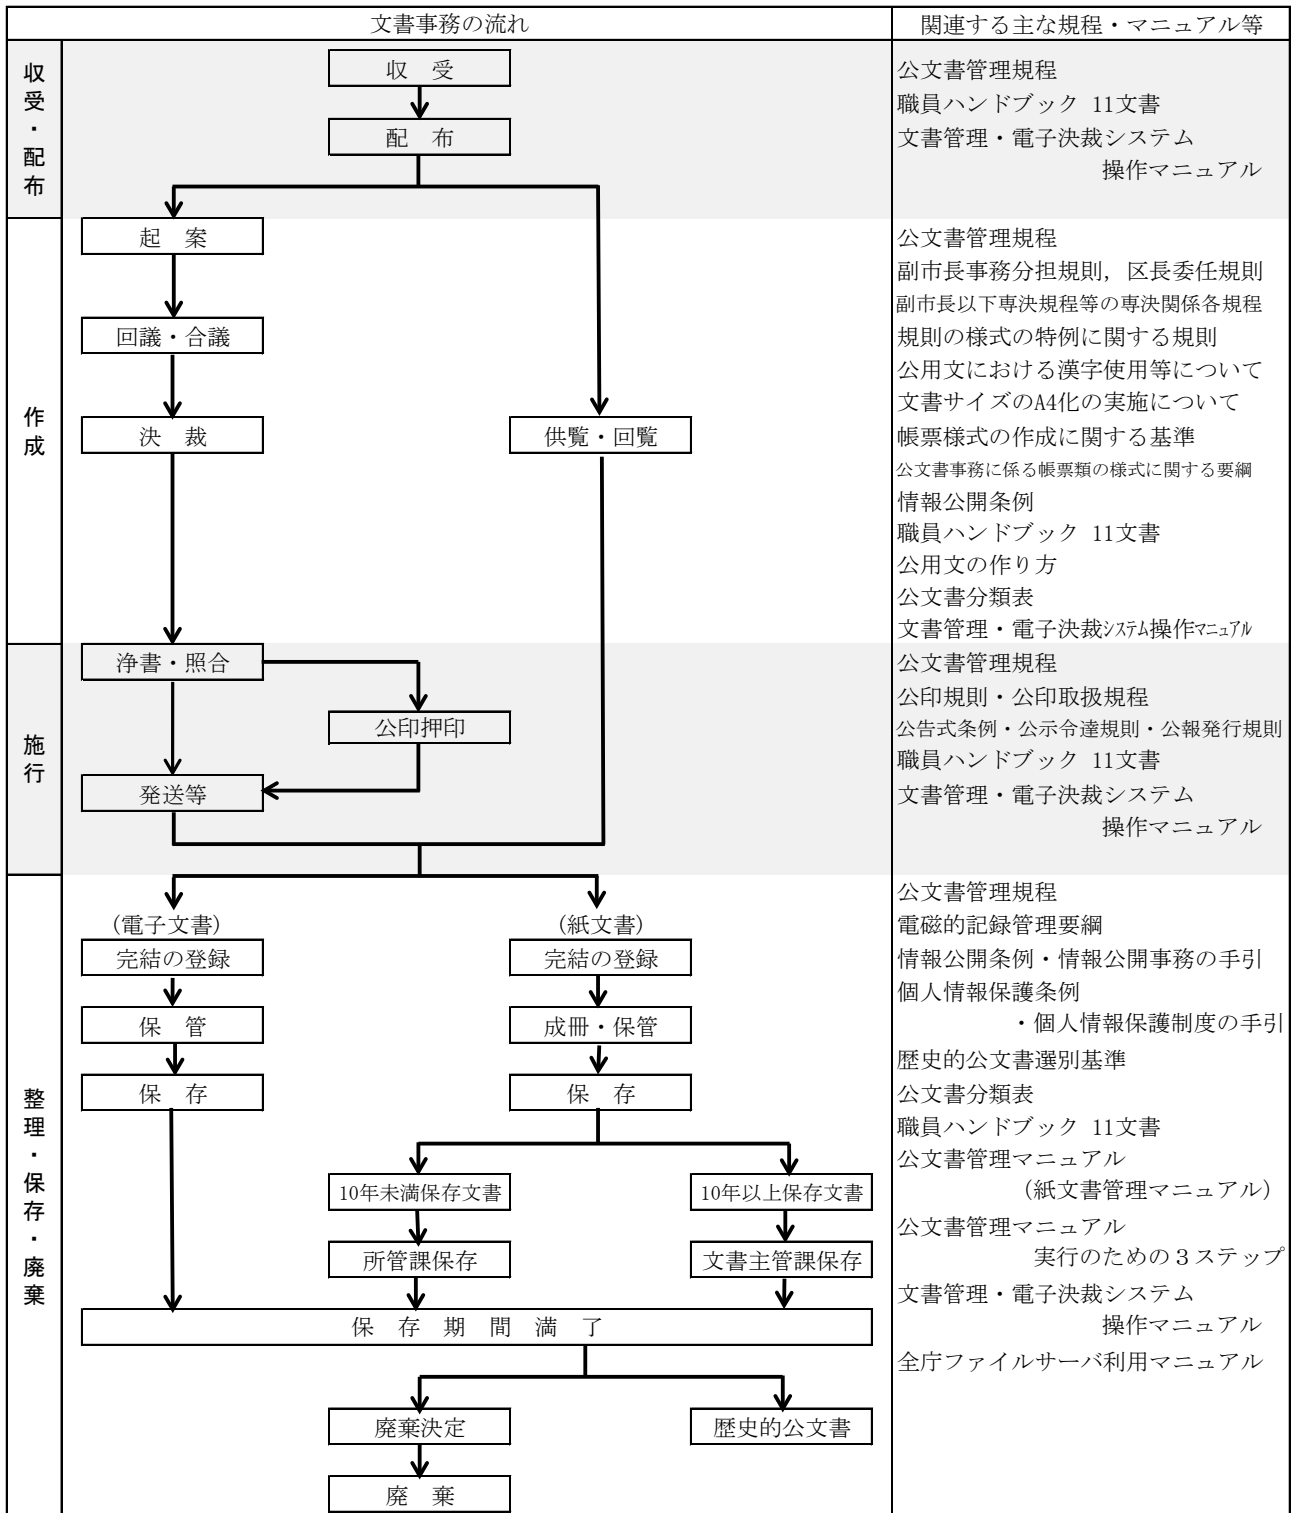 文書事務の流れ
関連する主な規程・マニュアル等
収受・配布
収　受
配　布
公文書管理規程
職員ハンドブック 11文書
文書管理・電子決裁システム
操作マニュアル
作成
起　案
回議・合議
決　裁
供覧・回覧
公文書管理規程
副市長事務分担規則，区長委任規則
副市長以下専決規程等の専決関係各規程
規則の様式の特例に関する規則
公用文における漢字使用等について
文書サイズのA4化の実施について
帳票様式の作成に関する基準
公文書事務に係る帳票類の様式に関する要綱
情報公開条例
職員ハンドブック 11文書
公用文の作り方
公文書分類表
文書管理・電子決裁ｼｽﾃﾑ操作ﾏﾆｭｱﾙ
施行
浄書・照合
公印押印
発送等
公文書管理規程
公印規則・公印取扱規程
公告式条例・公示令達規則・公報発行規則
職員ハンドブック 11文書
文書管理・電子決裁システム
操作マニュアル
整理・保存・廃棄
(電子文書)
(紙文書)
完結の登録
完結の登録
保　管
成冊・保管
保　存
保　存
10年未満保存文書
10年以上保存文書
所管課保存
文書主管課保存
保　存　期　間　満　了
廃棄決定
歴史的公文書
廃　棄
公文書管理規程
電磁的記録管理要綱
情報公開条例・情報公開事務の手引
個人情報保護条例
・個人情報保護制度の手引
歴史的公文書選別基準
公文書分類表
職員ハンドブック 11文書
公文書管理マニュアル
（紙文書管理マニュアル）
公文書管理マニュアル
実行のための３ステップ
文書管理・電子決裁システム
操作マニュアル
全庁ファイルサーバ利用マニュアル